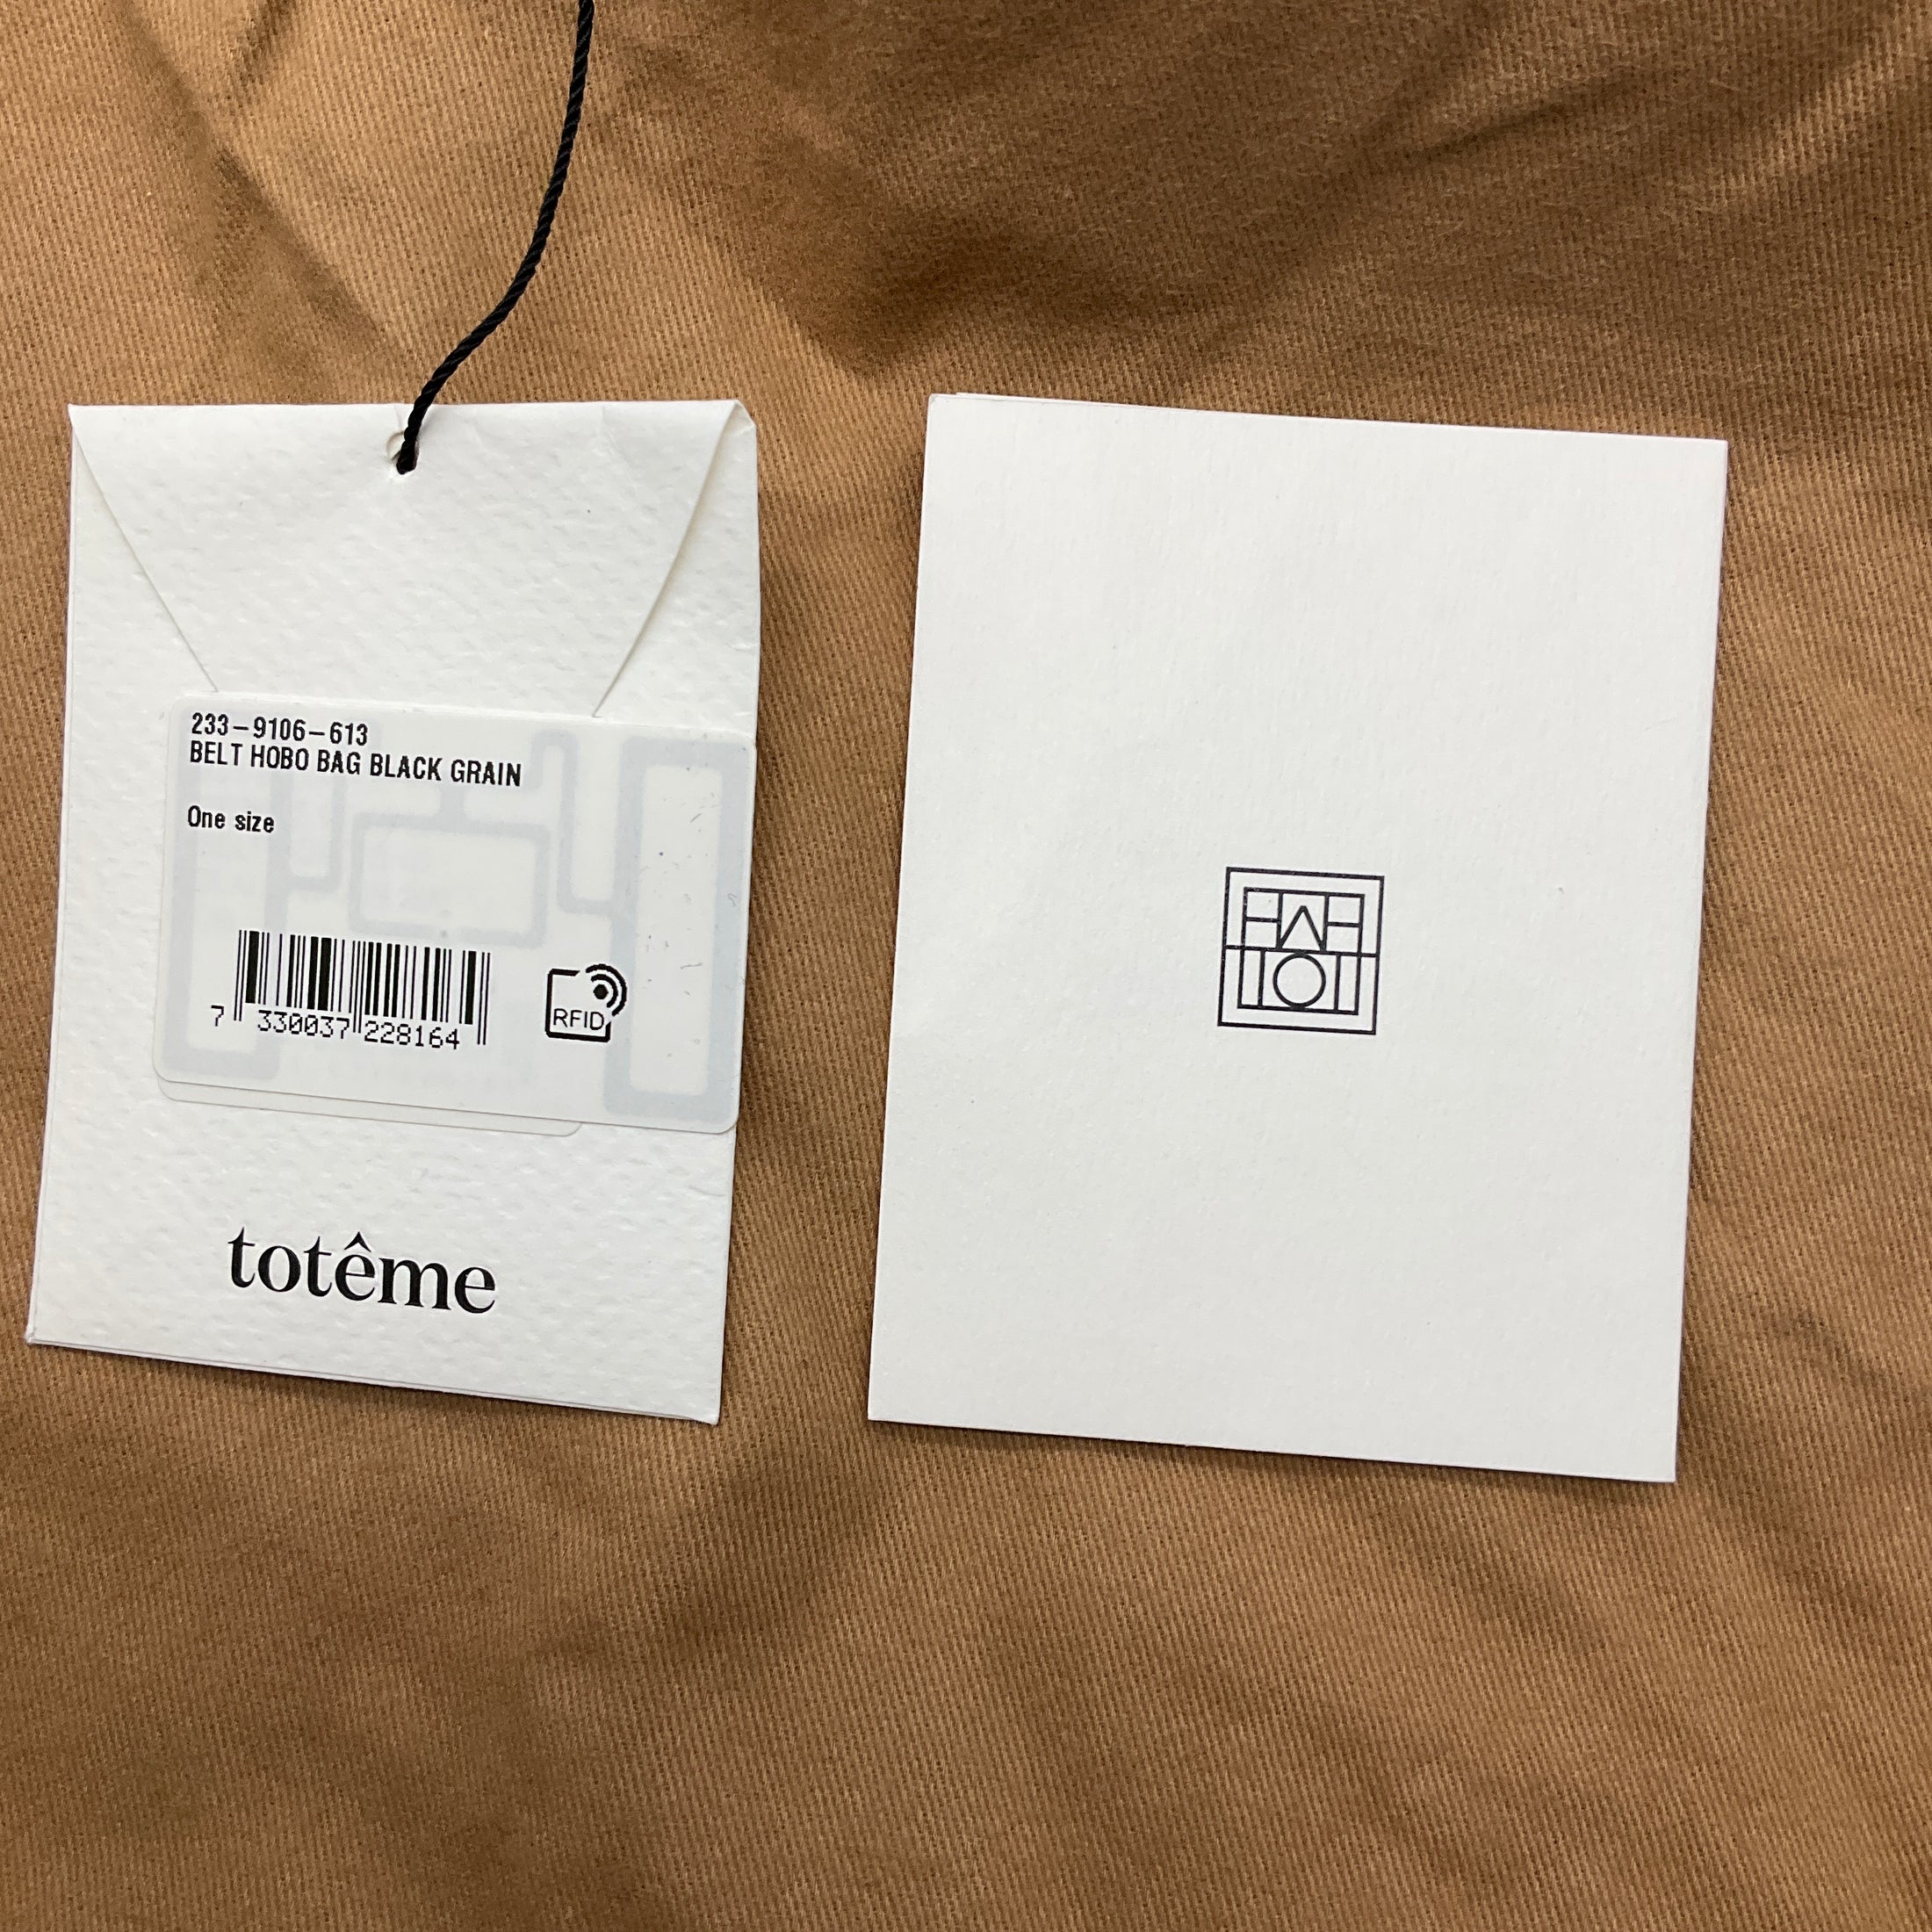 233-9106-613
BELT HOBO BAG BLACK GRAIN
One size
7 330037 228164
RFID
totême